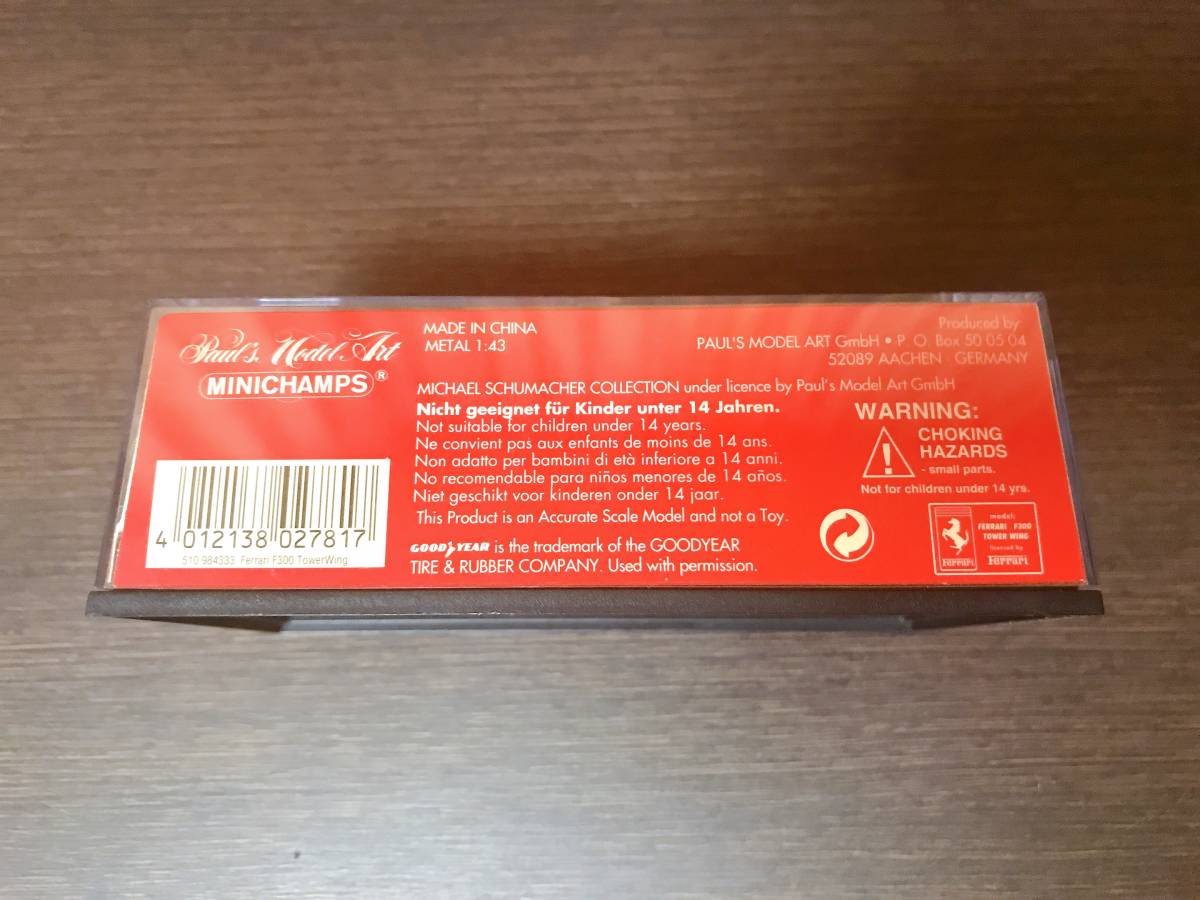 Paul's Model Art
MINICHAMPS®
MADE IN CHINA
METAL 1:43
Produced by
PAUL'S MODEL ART GmbH • P. O. Box 50 05 04
52089 AACHEN · GERMANY
MICHAEL SCHUMACHER COLLECTION under licence by Paul's Model Art GmbH
Nicht geeignet für Kinder unter 14 Jahren.
Not suitable for children under 14 years.
Ne convient pas aux enfants de moins de 14 ans.
Non adatto per bambini di età inferiore a 14 anni.
No recomendable para niños menores de 14 años.
Niet geschikt voor kinderen onder 14 jaar.
This Product is an Accurate Scale Model and not a Toy.
GOODYEAR is the trademark of the GOODYEAR
TIRE & RUBBER COMPANY. Used with permission.
WARNING:
CHOKING
HAZARDS
- small parts.
Not for children under 14 yrs.
4 012138 027817
510 984333 Ferrari F300 TowerWing
model:
FERRARI F300
TOWER WING
licensed by
Ferrari
Ferrari